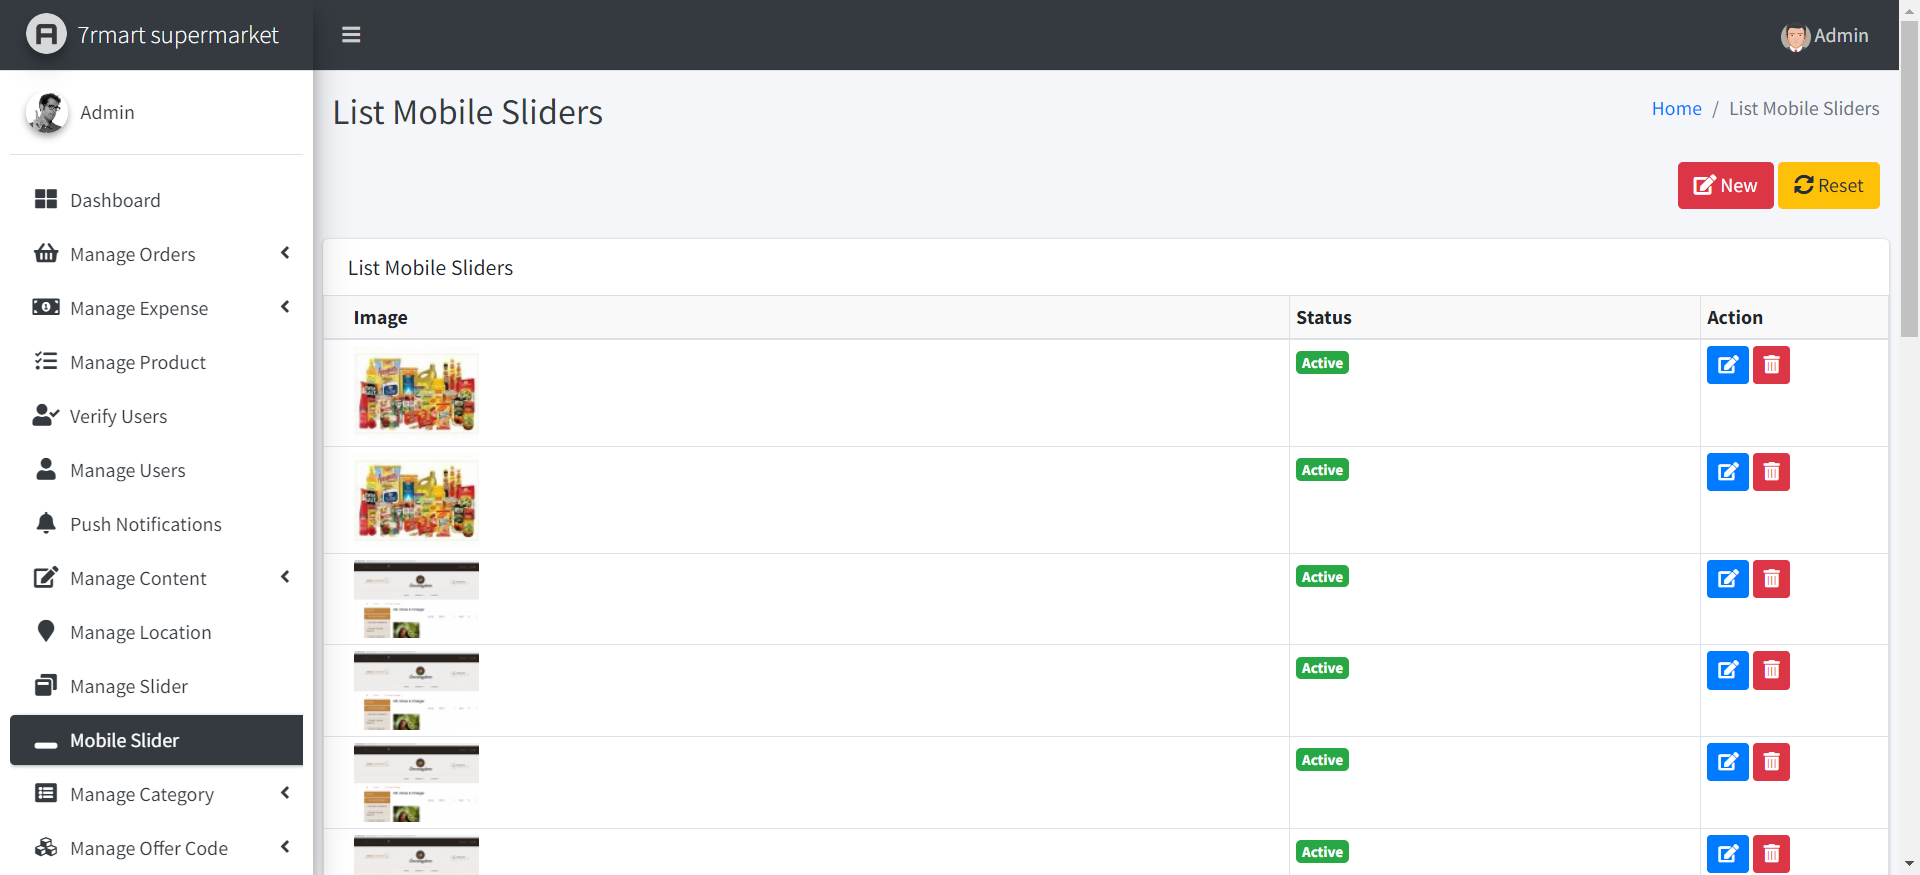 7rmart supermarket
Admin
Admin
List Mobile Sliders
Home / List Mobile Sliders
New
Reset
Dashboard
Manage Orders
Manage Expense
Manage Product
Verify Users
Manage Users
Push Notifications
Manage Content
Manage Location
Manage Slider
Mobile Slider
Manage Category
Manage Offer Code
List Mobile Sliders
Image Status Action
Active
Active
Active
Active
Active
Active